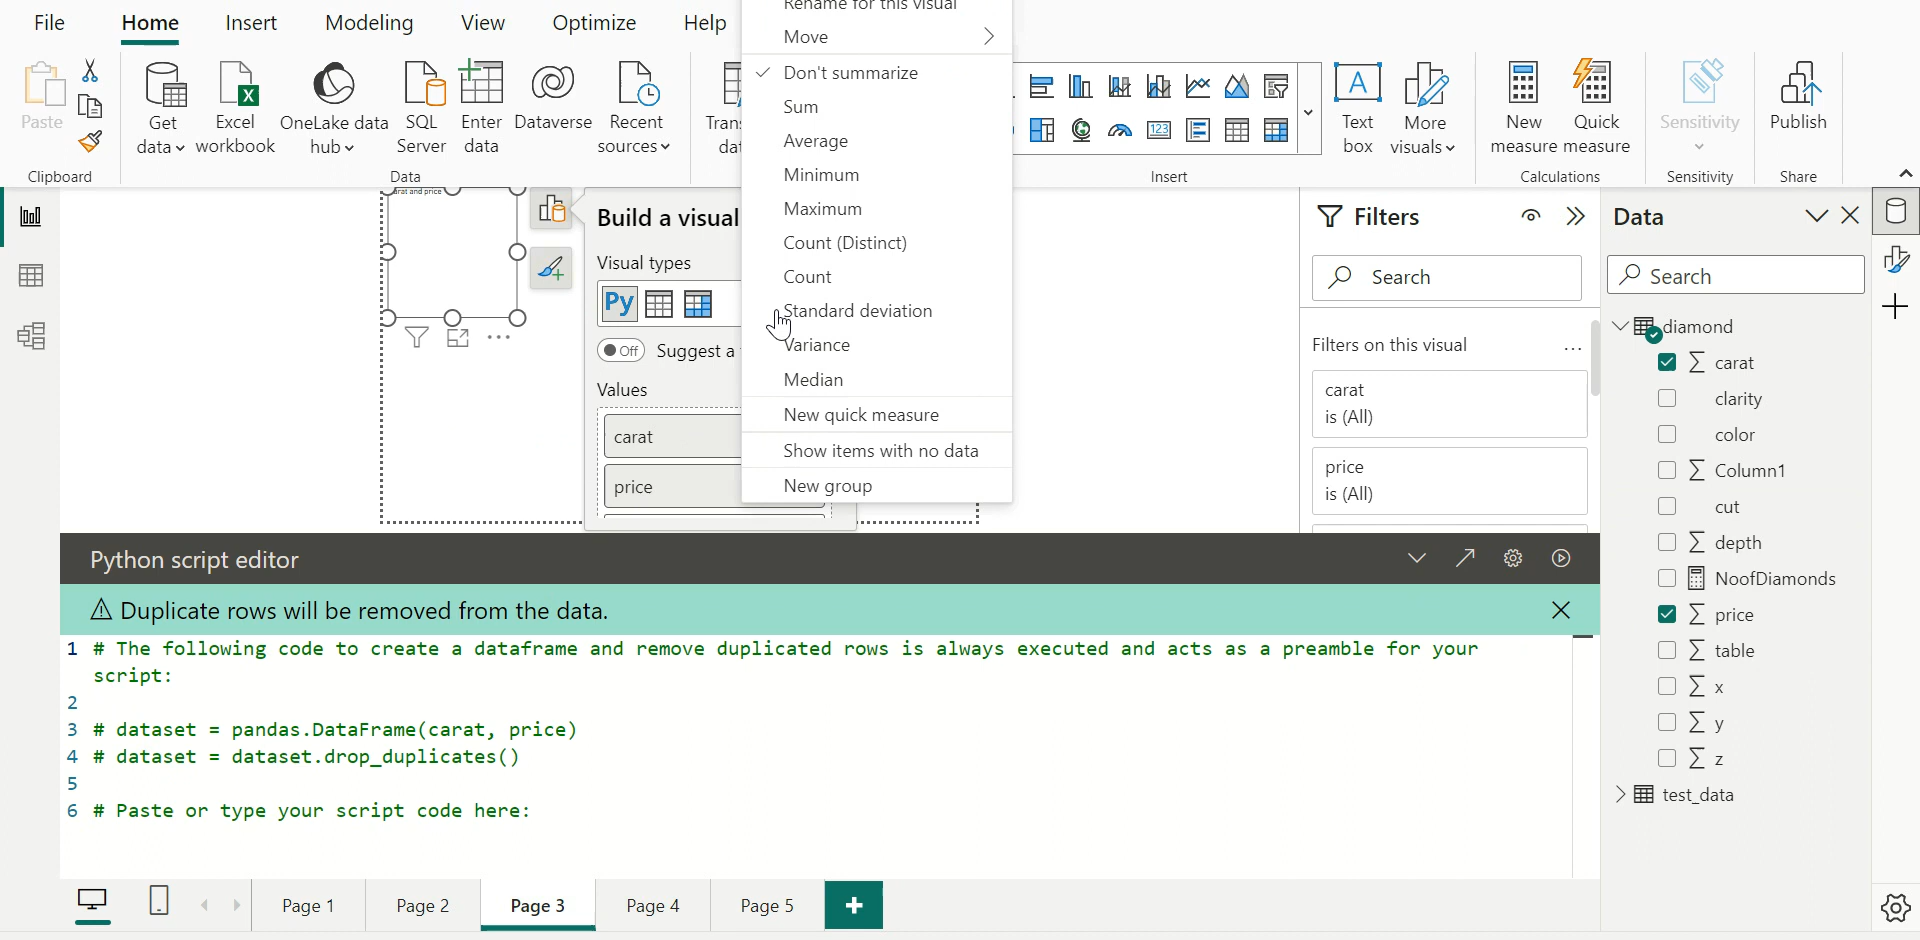 File
Home
Insert
Modeling
View
Optimize
Help
Paste
Clipboard
Get
data
Excel
workbook
OneLake data
hub
SQL
Server
Enter
data
Dataverse
Recent
sources
Data
Rename for this visual
Move
Don't summarize
Sum
Average
Minimum
Maximum
Count (Distinct)
Count
Standard deviation
Variance
Median
New quick measure
Show items with no data
New group
123
Insert
A
Text
box
More
visuals
New
measure
Quick
measure
Calculations
Sensitivity
Sensitivity
Publish
Share
Build a visual
Visual types
Py
Off
Suggest a
Values
carat
price
Filters
Search
Filters on this visual
...
carat
is (All)
price
is (All)
Data
Search
diamond
carat
clarity
color
Column1
cut
depth
NoofDiamonds
price
table
x
y
z
test_data
Python script editor
Duplicate rows will be removed from the data.
1 # The following code to create a dataframe and remove duplicated rows is always executed and acts as a preamble for your
script:
2
3 # dataset = pandas.DataFrame(carat, price)
4 # dataset = dataset.drop_duplicates()
5
6 # Paste or type your script code here:
Page 1
Page 2
Page 3
Page 4
Page 5